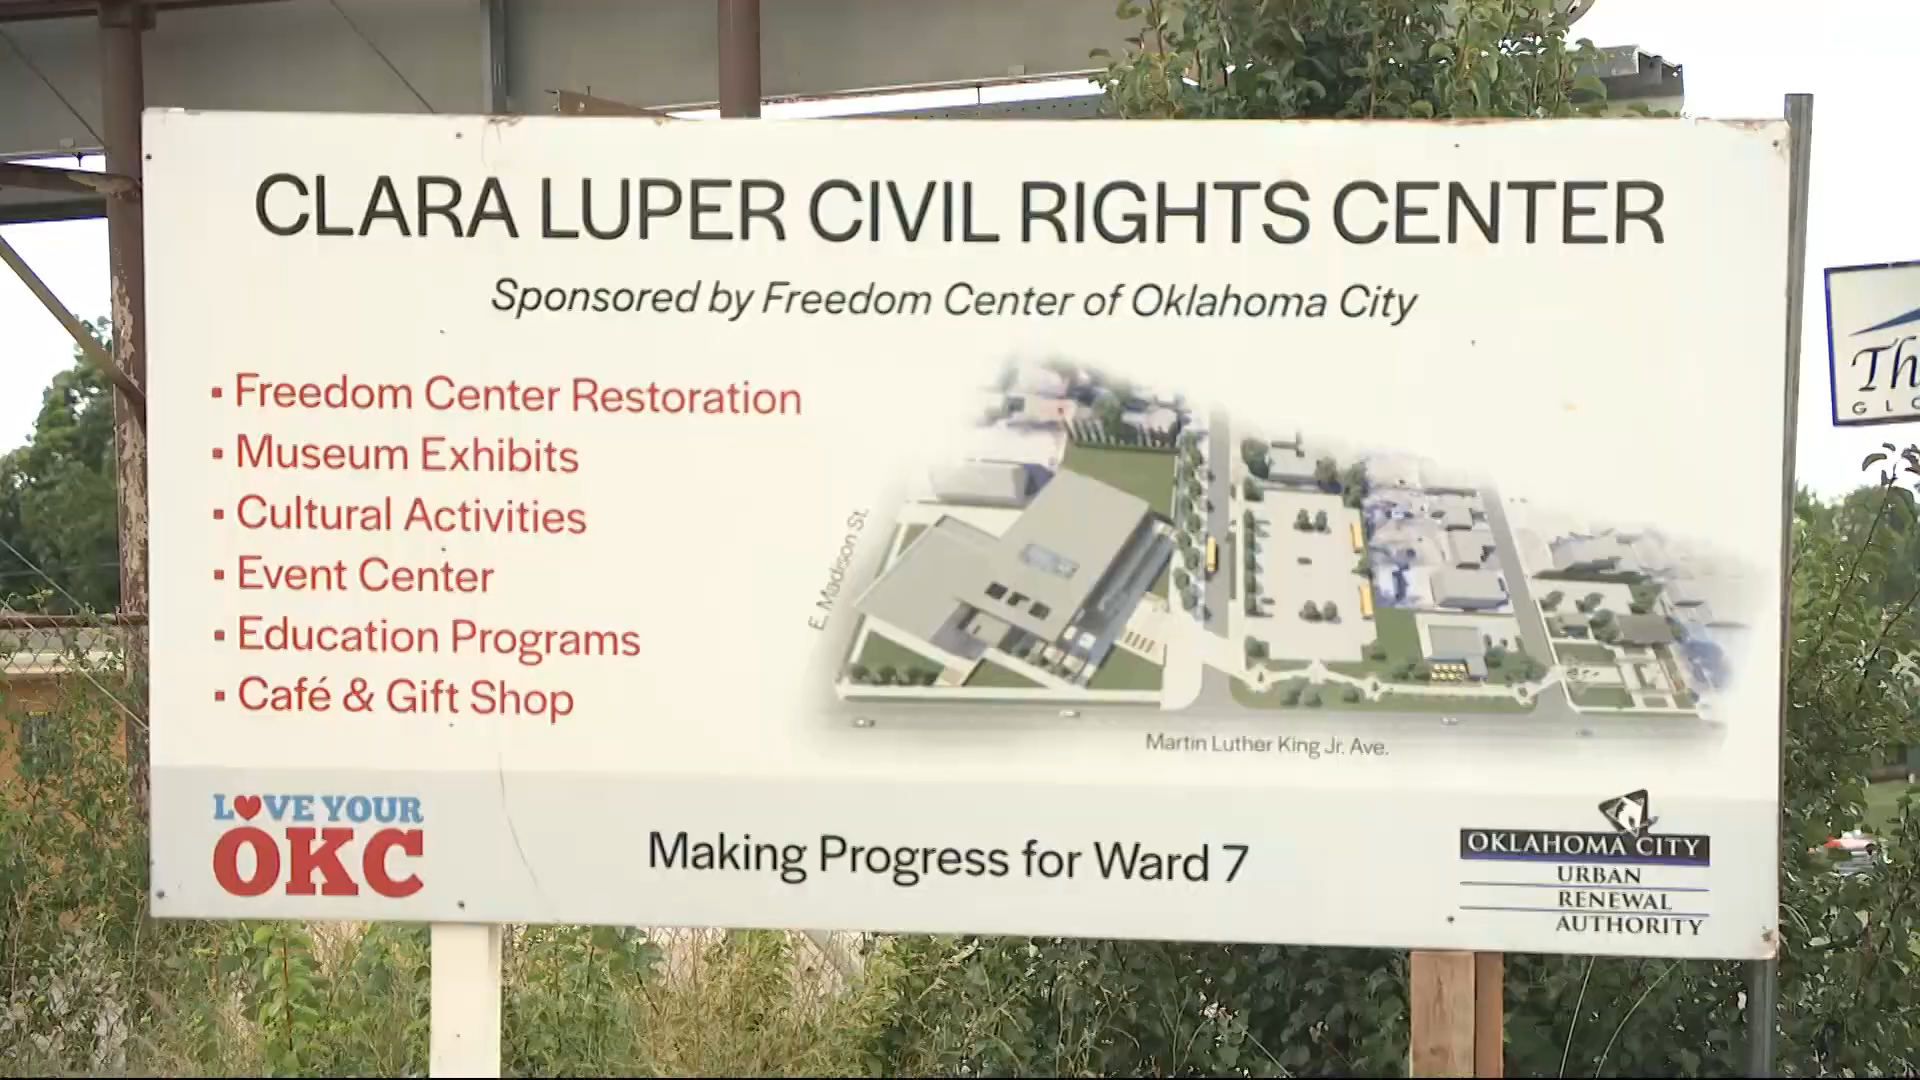 CLARA LUPER CIVIL RIGHTS CENTER
Sponsored by Freedom Center of Oklahoma City
▪ Freedom Center Restoration
▪ Museum Exhibits
▪ Cultural Activities
▪ Event Center
▪ Education Programs
▪ Café & Gift Shop
E. Madison St.
Martin Luther King Jr. Ave.
LOVE YOUR
OKC
Making Progress for Ward 7
OKLAHOMA CITY
URBAN
RENEWAL
AUTHORITY